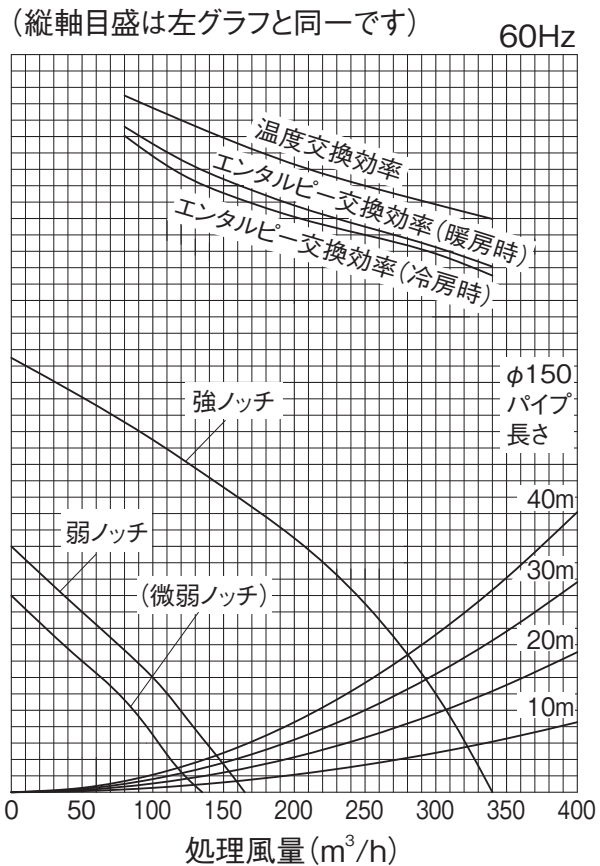 (縦軸目盛は左グラフと同一です)
60Hz
温度交換効率
エンタルピー交換効率(暖房時)
エンタルピー交換効率(冷房時)
φ150
パイプ
長さ
強ノッチ
40m
弱ノッチ
30m
(微弱ノッチ)
20m
10m
0 50 100 150 200 250 300 350 400
処理風量(m³/h)